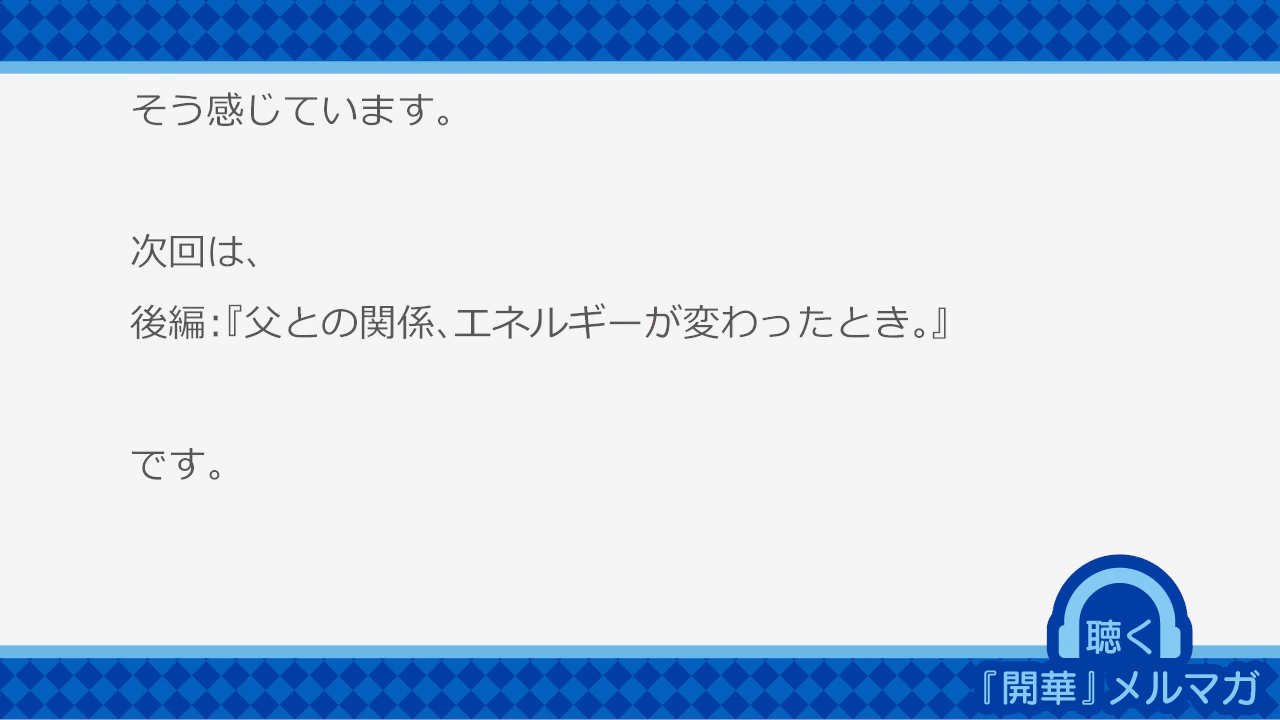 そう感じています。
次回は、
後編:『父との関係、エネルギーが変わったとき。』
です。
聴く
『開華』メルマガ